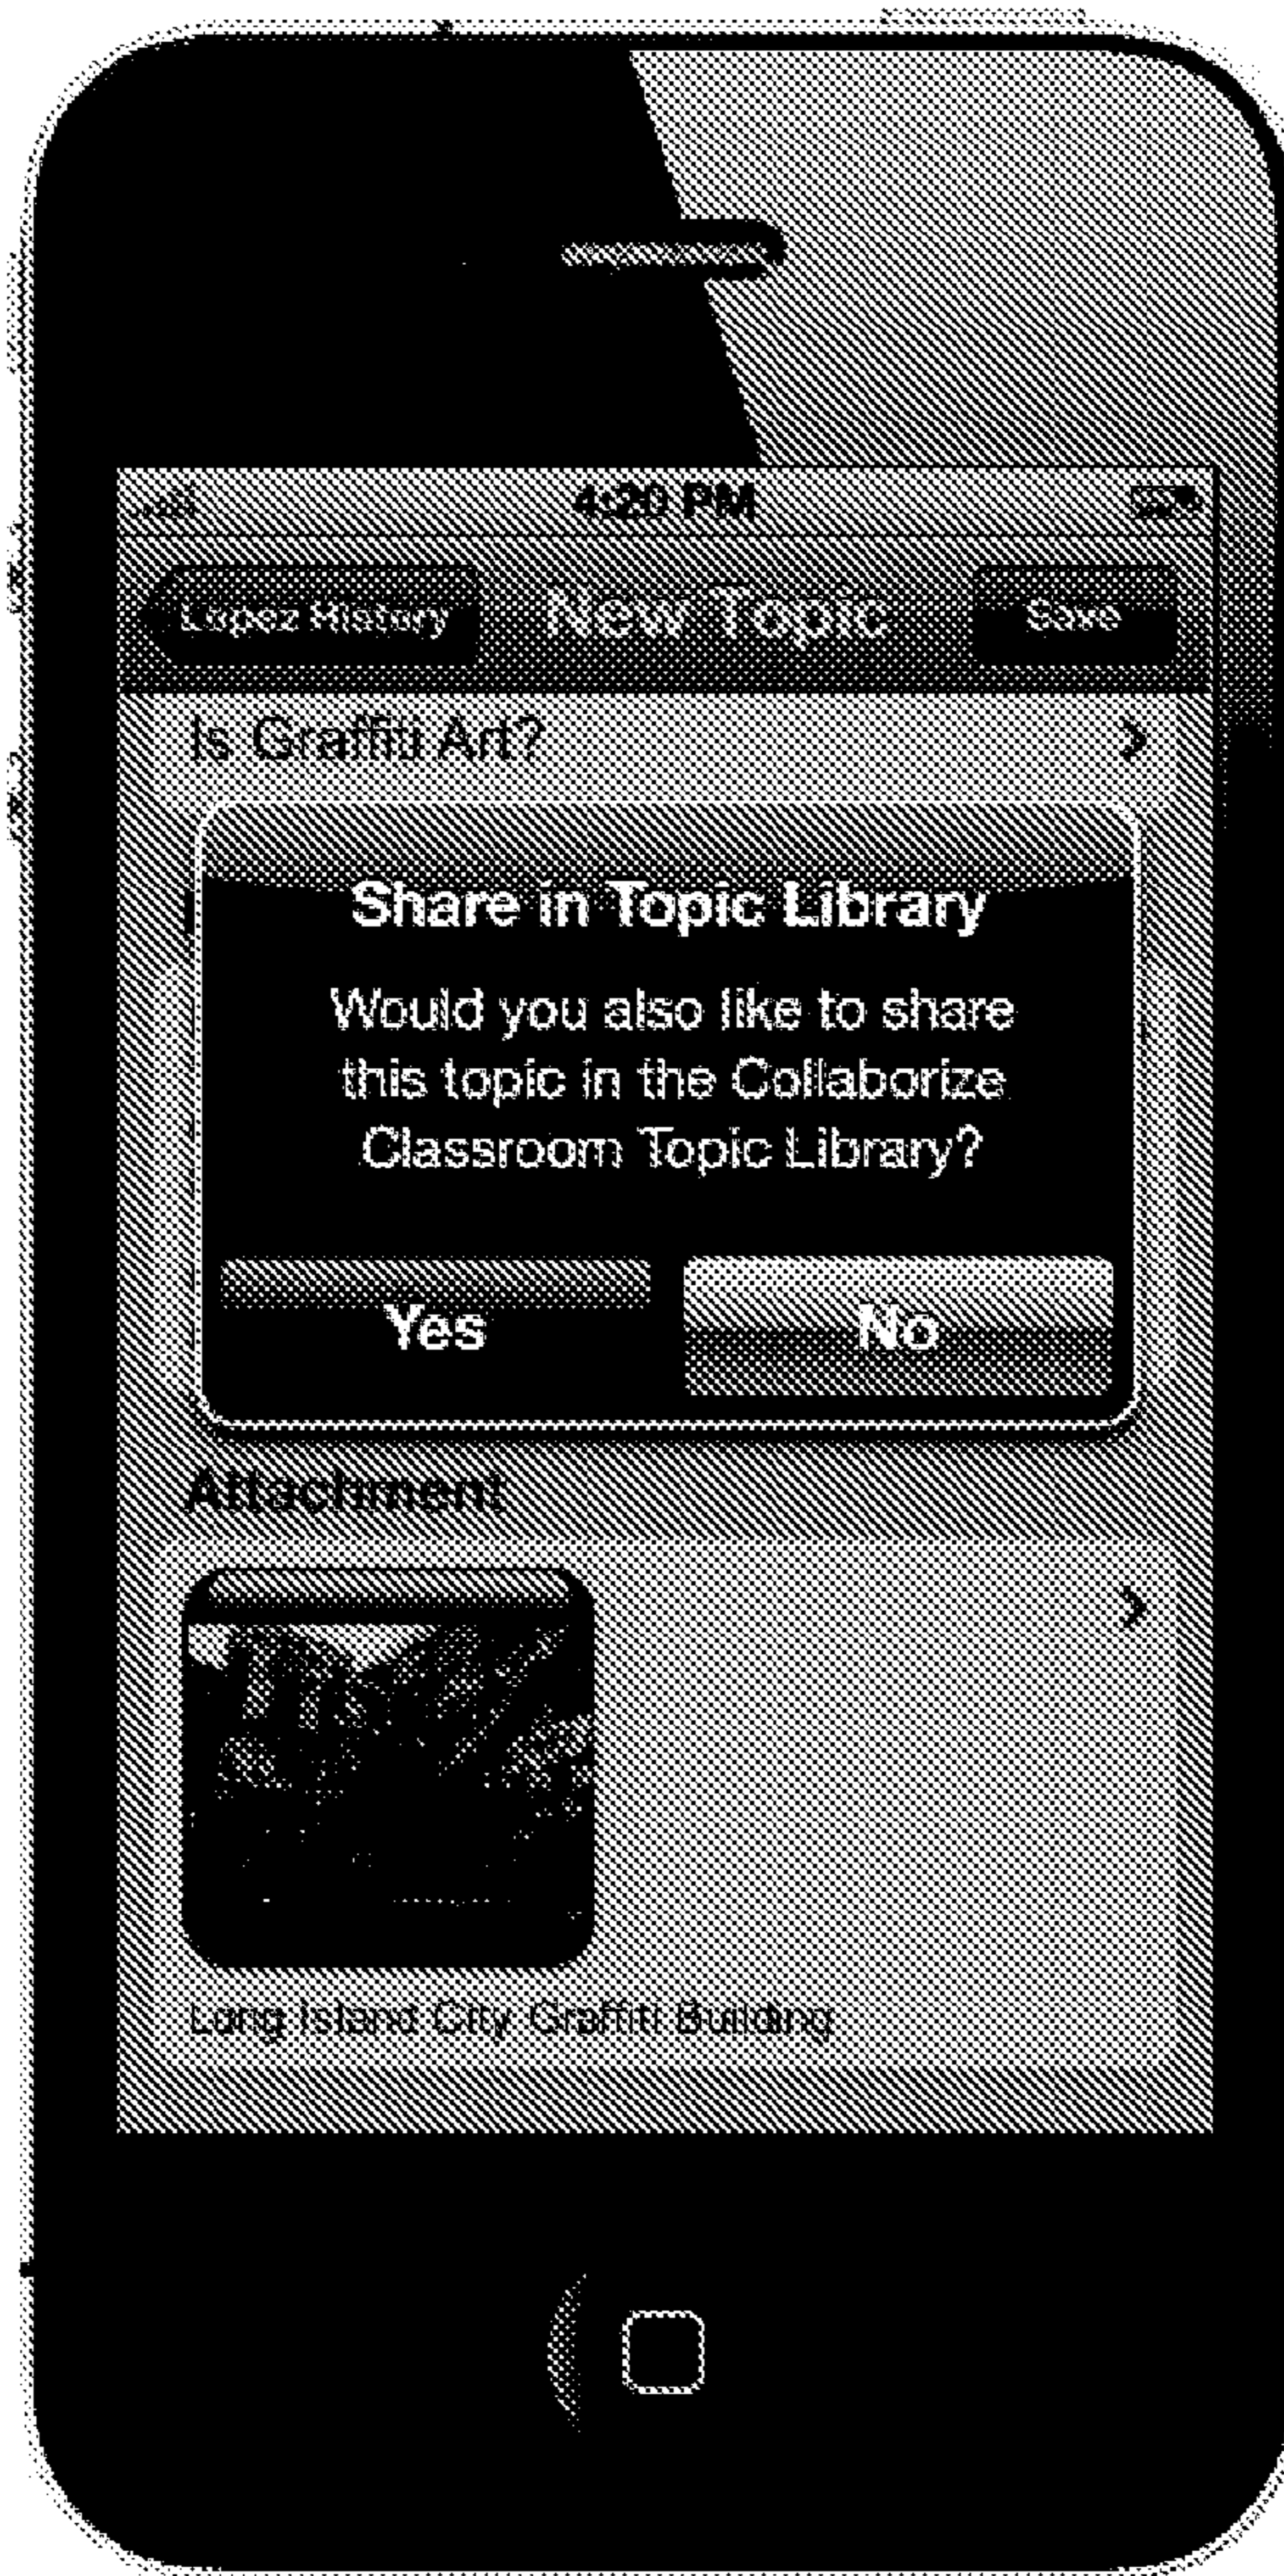 4:20 PM
Lopez History New Topic Save
Is Graffiti Art?
Share in Topic Library
Would you also like to share
this topic in the Collaborize
Classroom Topic Library?
Yes No
Attachment
Long Island City Graffiti Building